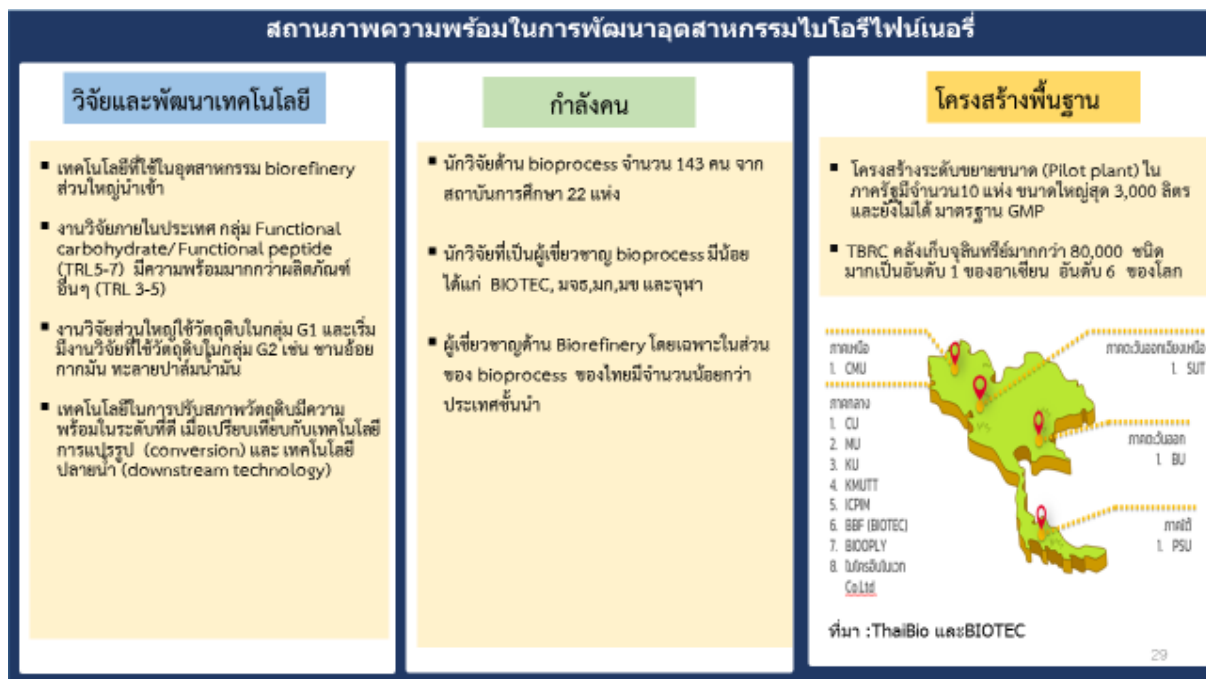 สถานภาพความพร้อมในการพัฒนาอุตสาหกรรมไบโอรีไฟน์เนอรี่
วิจัยและพัฒนาเทคโนโลยี
▪ เทคโนโลยีที่ใช้ในอุตสาหกรรม biorefinery
ส่วนใหญ่นำเข้า
▪ งานวิจัยภายในประเทศ กลุ่ม Functional
carbohydrate/Functional peptide
(TRL5-7) มีความพร้อมมากกว่าผลิตภัณฑ์
อื่นๆ (TRL 3-5)
▪ งานวิจัยส่วนใหญ่ใช้วัตถุดิบในกลุ่ม G1 และเริ่ม
มีงานวิจัยที่ใช้วัตถุดิบในกลุ่ม G2 เช่น ชานอ้อย
กากมัน ทะลายปาล์มน้ำมัน
▪ เทคโนโลยีในการปรับสภาพวัตถุดิบมีความ
พร้อมในระดับที่ดี เมื่อเปรียบเทียบกับเทคโนโลยี
การแปรรูป (conversion) และ เทคโนโลยี
ปลายน้ำ (downstream technology)
กำลังคน
▪ นักวิจัยด้าน bioprocess จำนวน 143 คน จาก
สถาบันการศึกษา 22 แห่ง
▪ นักวิจัยที่เป็นผู้เชี่ยวชาญ bioprocess มีน้อย
ได้แก่ BIOTEC, มจธ,มก,มข และจุฬา
▪ ผู้เชี่ยวชาญด้าน Biorefinery โดยเฉพาะในส่วน
ของ bioprocess ของไทยมีจำนวนน้อยกว่า
ประเทศชั้นนำ
โครงสร้างพื้นฐาน
▪ โครงสร้างระดับขยายขนาด (Pilot plant) ใน
ภาครัฐมีจำนวน10 แห่ง ขนาดใหญ่สุด 3,000 ลิตร
และยังไม่ได้ มาตรฐาน GMP
▪ TBRC คลังเก็บจุลินทรีย์มากกว่า 80,000 ชนิด
มากเป็นอันดับ 1 ของอาเซียน อันดับ 6 ของโลก
ภาคเหนือ
1. CMU
ภาคกลาง
1. CU
2. MU
3. KU
4. KMUTT
5. ICPIM
6. BBF (BIOTEC)
7. BIOOPLY
8. ไมโครอินโนเวท
Co.Ltd
ภาคตะวันออกเฉียงเหนือ
1. SUT
ภาคตะวันออก
1. BU
ภาคใต้
1. PSU
ที่มา :ThaiBio และBIOTEC
29